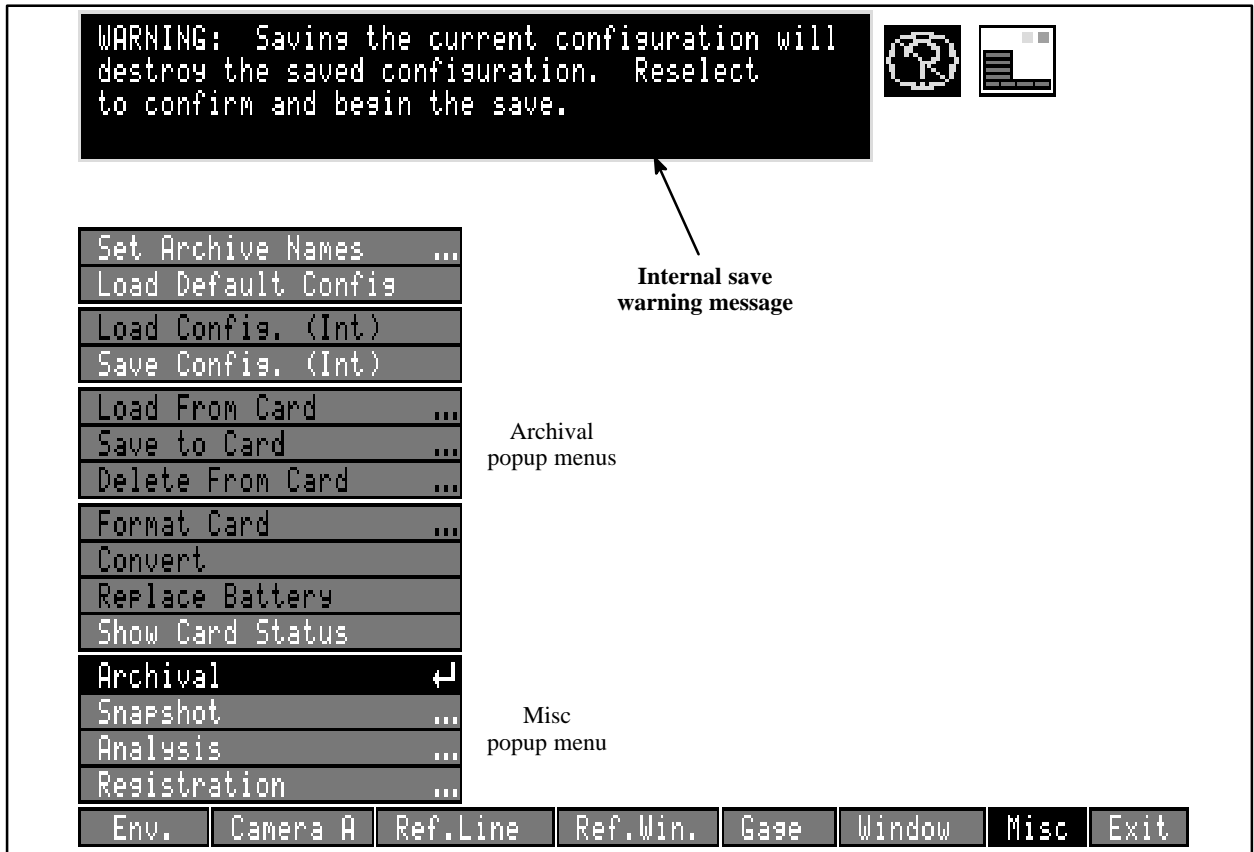 WARNING: Saving the current configuration will
destroy the saved configuration. Reselect
to confirm and begin the save.
Internal save
warning message
Set Archive Names ...
Load Default Config
Load Config. (Int)
Save Config. (Int)
Load From Card ...
Save to Card ...
Delete From Card ...
Archival
popup menus
Format Card ...
Convert
Replace Battery
Show Card Status
Archival ↵
Snapshot ...
Analysis ...
Registration ...
Misc
popup menu
Env. Camera A Ref.Line Ref.Win. Gage Window Misc Exit